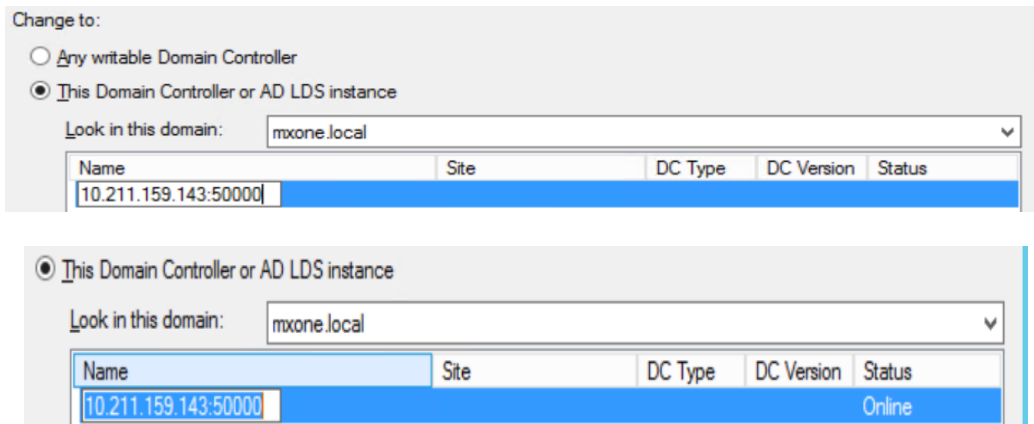 Change to:
Any writable Domain Controller
This Domain Controller or AD LDS instance
Look in this domain: mxone.local
Name Site DC Type DC Version Status
10.211.159.143:50000
This Domain Controller or AD LDS instance
Look in this domain: mxone.local
Name Site DC Type DC Version Status
10.211.159.143:50000 Online